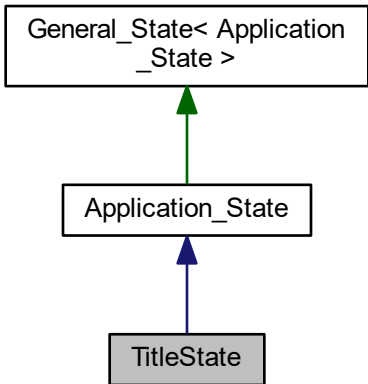 General_State< Application
_State >
Application_State
TitleState